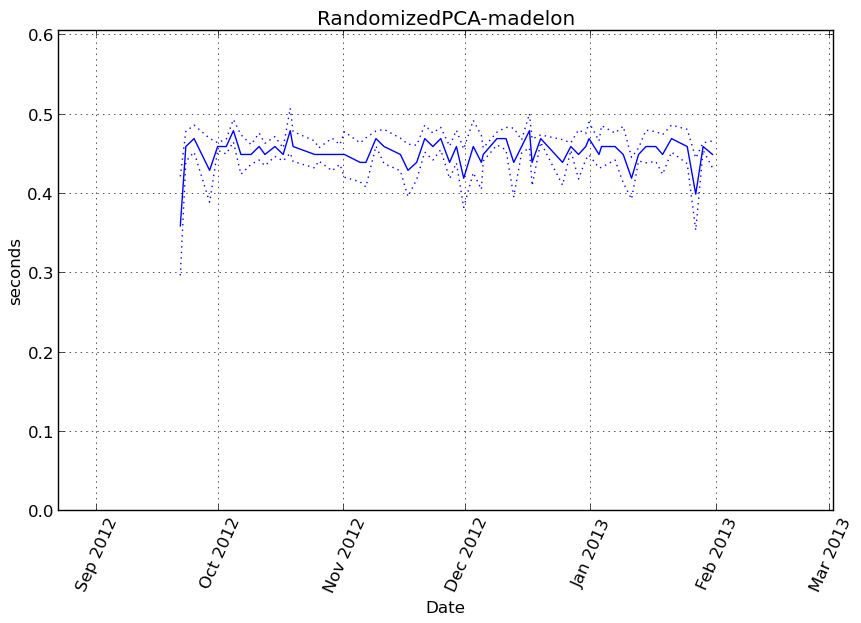 RandomizedPCA-madelon
0.6
0.5
0.4
0.3
0.2
0.1
0.0
seconds
Sep 2012
Oct 2012
Nov 2012
Dec 2012
Jan 2013
Feb 2013
Mar 2013
Date